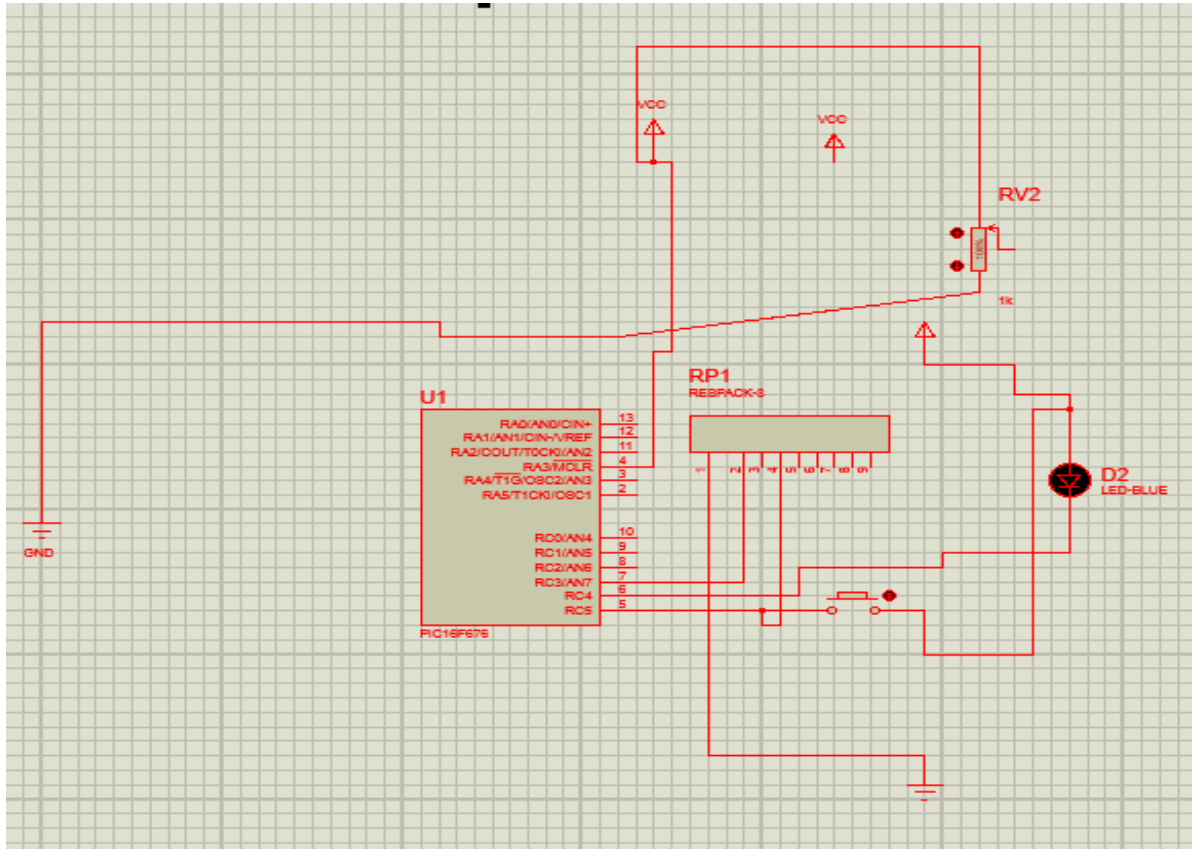 VCC
VCC
RV2
100%
1k
RP1
RESPACK-8
U1
RA0/AN0/CIN+ 13
RA1/AN1/CIN-/VREF 12
RA2/COUT/T0CKI/AN2 11
RA3/MCLR 4
RA4/T1G/OSC2/AN3 3
RA5/T1CKI/OSC1 2
RC0/AN4 10
RC1/AN5 9
RC2/AN6 8
RC3/AN7 7
RC4 6
RC5 5
PIC16F676
1 2 3 4 5 6 7 8 9
D2
LED-BLUE
GND